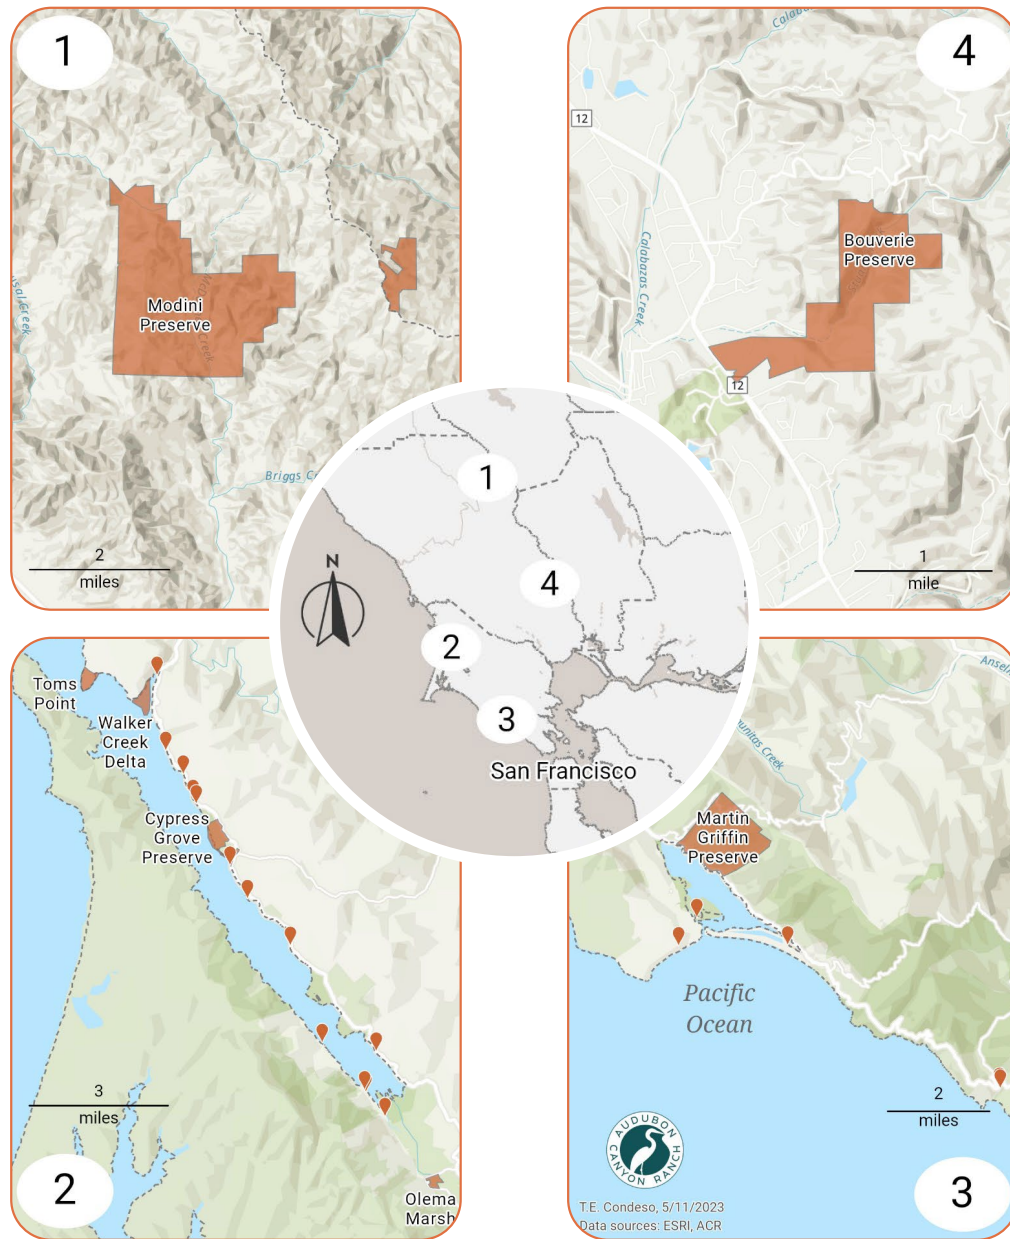 1
Modini
Preserve
Briggs
2
miles
4
12
Calabazas Creek
Bouverie
Preserve
12
1
mile
N
1
4
2
3
San Francisco
Toms
Point
Walker
Creek
Delta
Cypress
Grove
Preserve
3
miles
2
Olema
Marsh
Creek
Martin
Griffin
Preserve
Pacific
Ocean
2
miles
AUDUBON
CANYON RANCH
T.E. Condeso, 5/11/2023
Data sources: ESRI, ACR
3